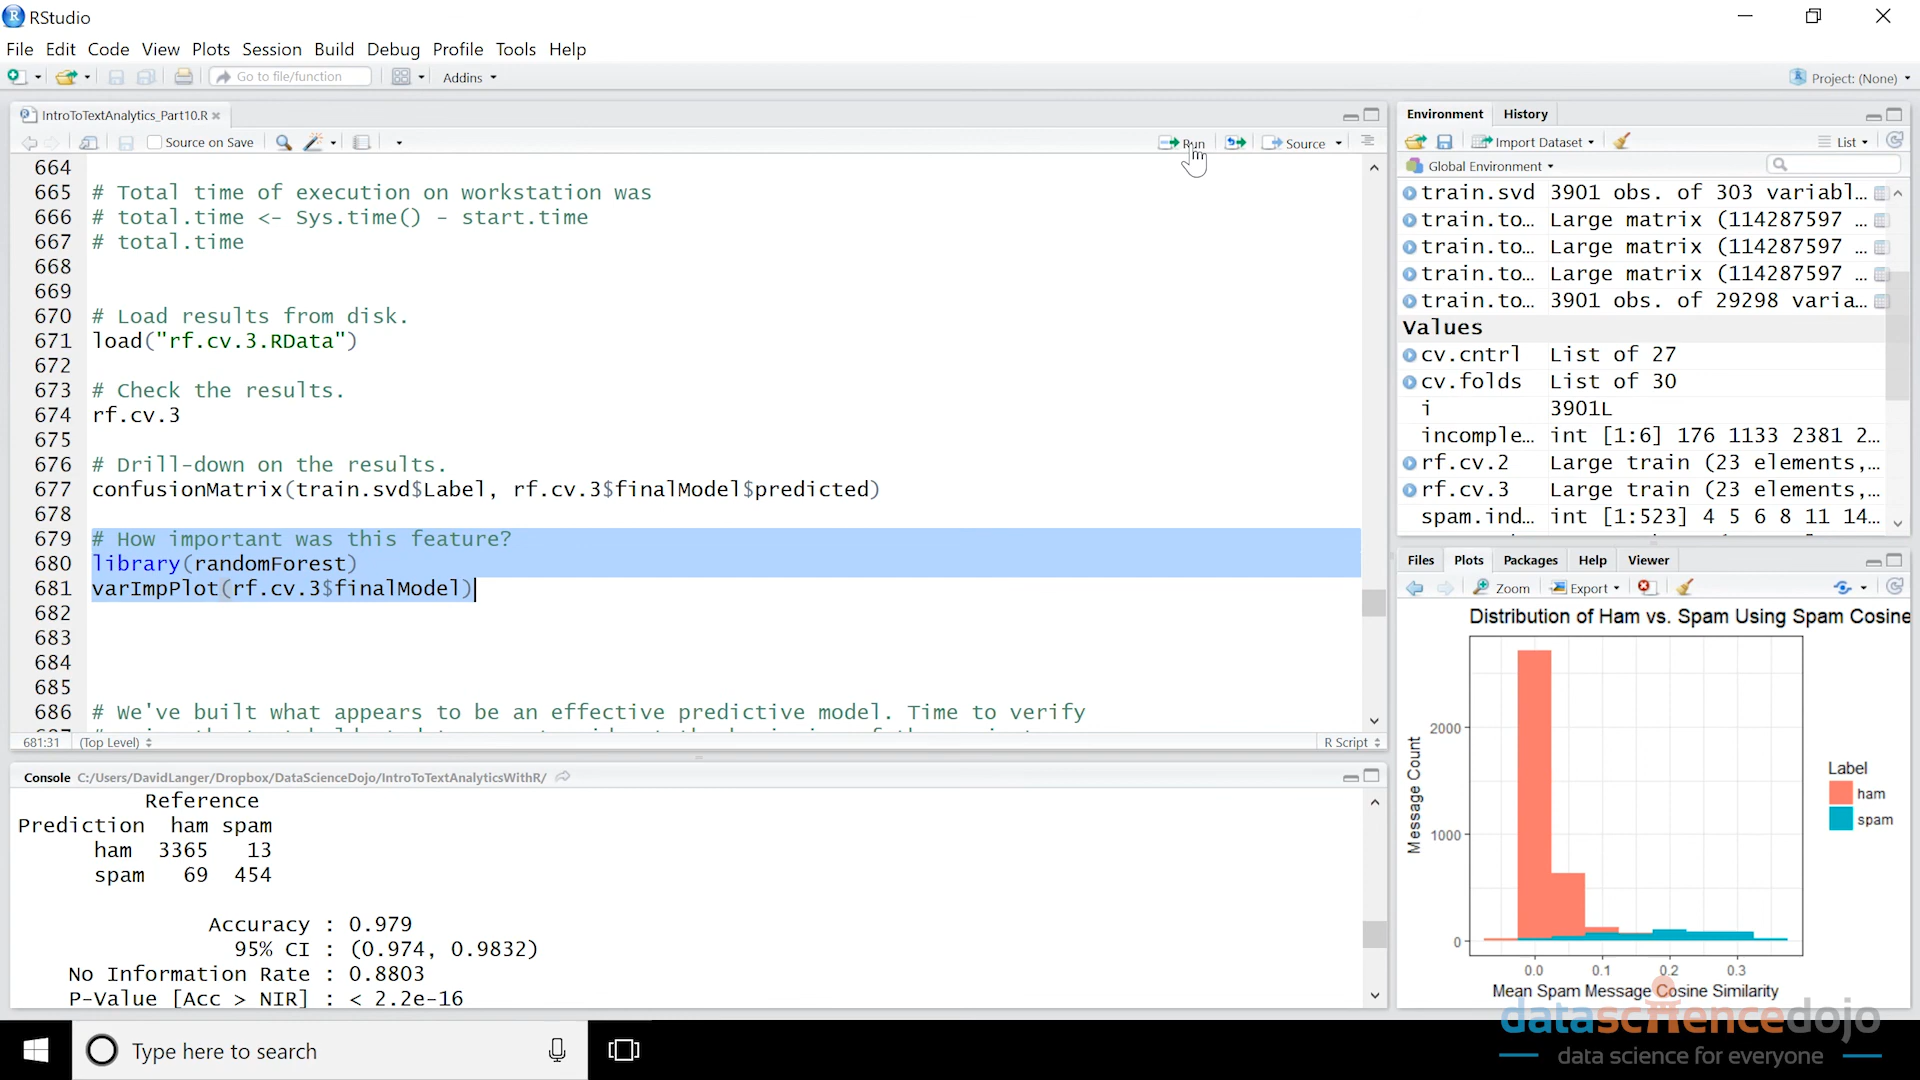 RStudio
File Edit Code View Plots Session Build Debug Profile Tools Help
Go to file/function Addins Project: (None)
IntroToTextAnalytics_Part10.R
Source on Save Run Source
664
665 # Total time of execution on workstation was
666 # total.time <- Sys.time() - start.time
667 # total.time
668
669
670 # Load results from disk.
671 load("rf.cv.3.RData")
672
673 # Check the results.
674 rf.cv.3
675
676 # Drill-down on the results.
677 confusionMatrix(train.svd$Label, rf.cv.3$finalModel$predicted)
678
679 # How important was this feature?
680 library(randomForest)
681 varImpPlot(rf.cv.3$finalModel)
682
683
684
685
686 # We've built what appears to be an effective predictive model. Time to verify
681:31 (Top Level) R Script
Console C:/Users/DavidLanger/Dropbox/DataScienceDojo/IntroToTextAnalyticsWithR/
Reference
Prediction ham spam
ham 3365 13
spam 69 454
Accuracy : 0.979
95% CI : (0.974, 0.9832)
No Information Rate : 0.8803
P-Value [Acc > NIR] : < 2.2e-16
Environment History
Import Dataset List
Global Environment
train.svd 3901 obs. of 303 variabl...
train.to... Large matrix (114287597 ...
train.to... Large matrix (114287597 ...
train.to... Large matrix (114287597 ...
train.to... 3901 obs. of 29298 varia...
Values
cv.cntrl List of 27
cv.folds List of 30
i 3901L
incomple... int [1:6] 176 1133 2381 2...
rf.cv.2 Large train (23 elements,...
rf.cv.3 Large train (23 elements,...
spam.ind... int [1:523] 4 5 6 8 11 14...
Files Plots Packages Help Viewer
Zoom Export
Distribution of Ham vs. Spam Using Spam Cosine
Message Count
2000
1000
0
0.0 0.1 0.2 0.3
Mean Spam Message Cosine Similarity
Label
ham
spam
datasciencedojo
data science for everyone
Type here to search